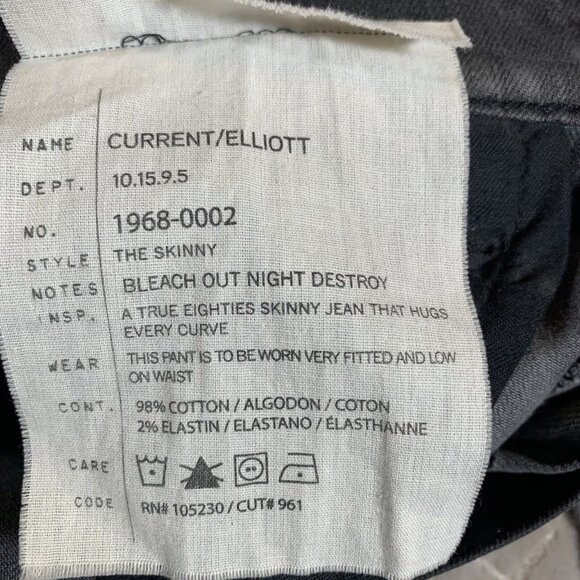 NAME CURRENT/ELLIOTT
DEPT. 10.15.9.5
NO. 1968-0002
STYLE THE SKINNY
NOTES BLEACH OUT NIGHT DESTROY
INSP. A TRUE EIGHTIES SKINNY JEAN THAT HUGS
EVERY CURVE
WEAR THIS PANT IS TO BE WORN VERY FITTED AND LOW
ON WAIST
CONT. 98% COTTON / ALGODON / COTON
2% ELASTIN / ELASTANO / ÉLASTHANNE
CARE
CODE RN# 105230 / CUT# 961